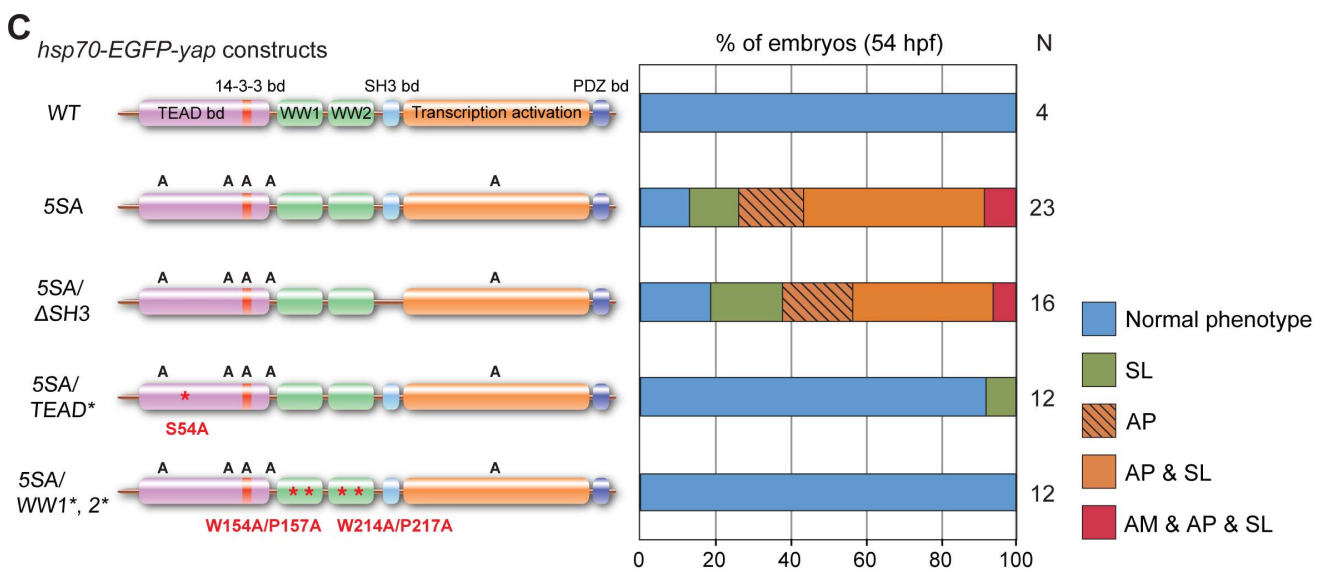 C
hsp70-EGFP-yap constructs
% of embryos (54 hpf)
N
14-3-3 bd
SH3 bd
PDZ bd
WT
TEAD bd
WW1
WW2
Transcription activation
4
A A A A A
5SA
23
A A A A A
5SA/
ΔSH3
16
A A A A A
5SA/
TEAD*
*
12
S54A
A A A A A
5SA/
WW1*, 2*
* * * *
12
W154A/P157A W214A/P217A
0 20 40 60 80 100
Normal phenotype
SL
AP
AP & SL
AM & AP & SL